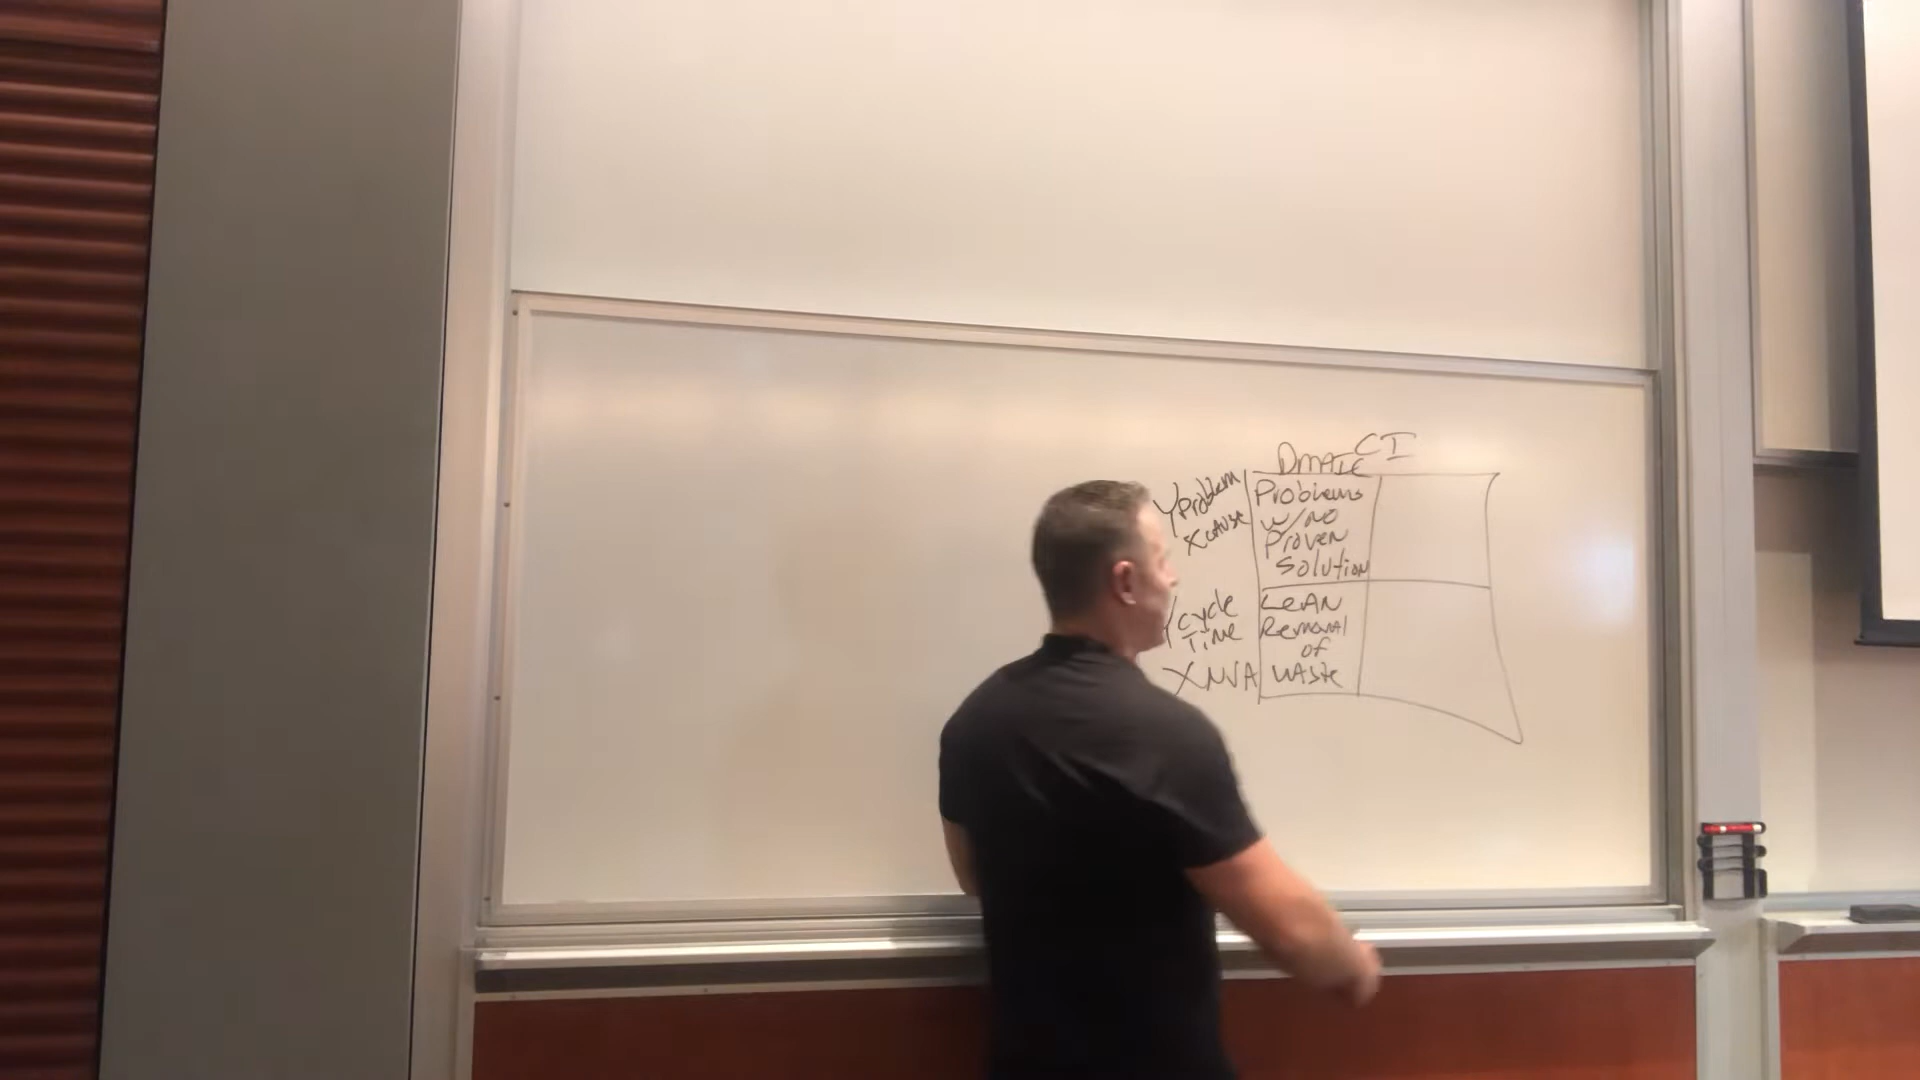 CI
DMAIC
Y Problem
X CAUSE
Problems
w/no
Proven
Solution
Y Cycle
Time
X NVA
LEAN
Removal
of
WASte